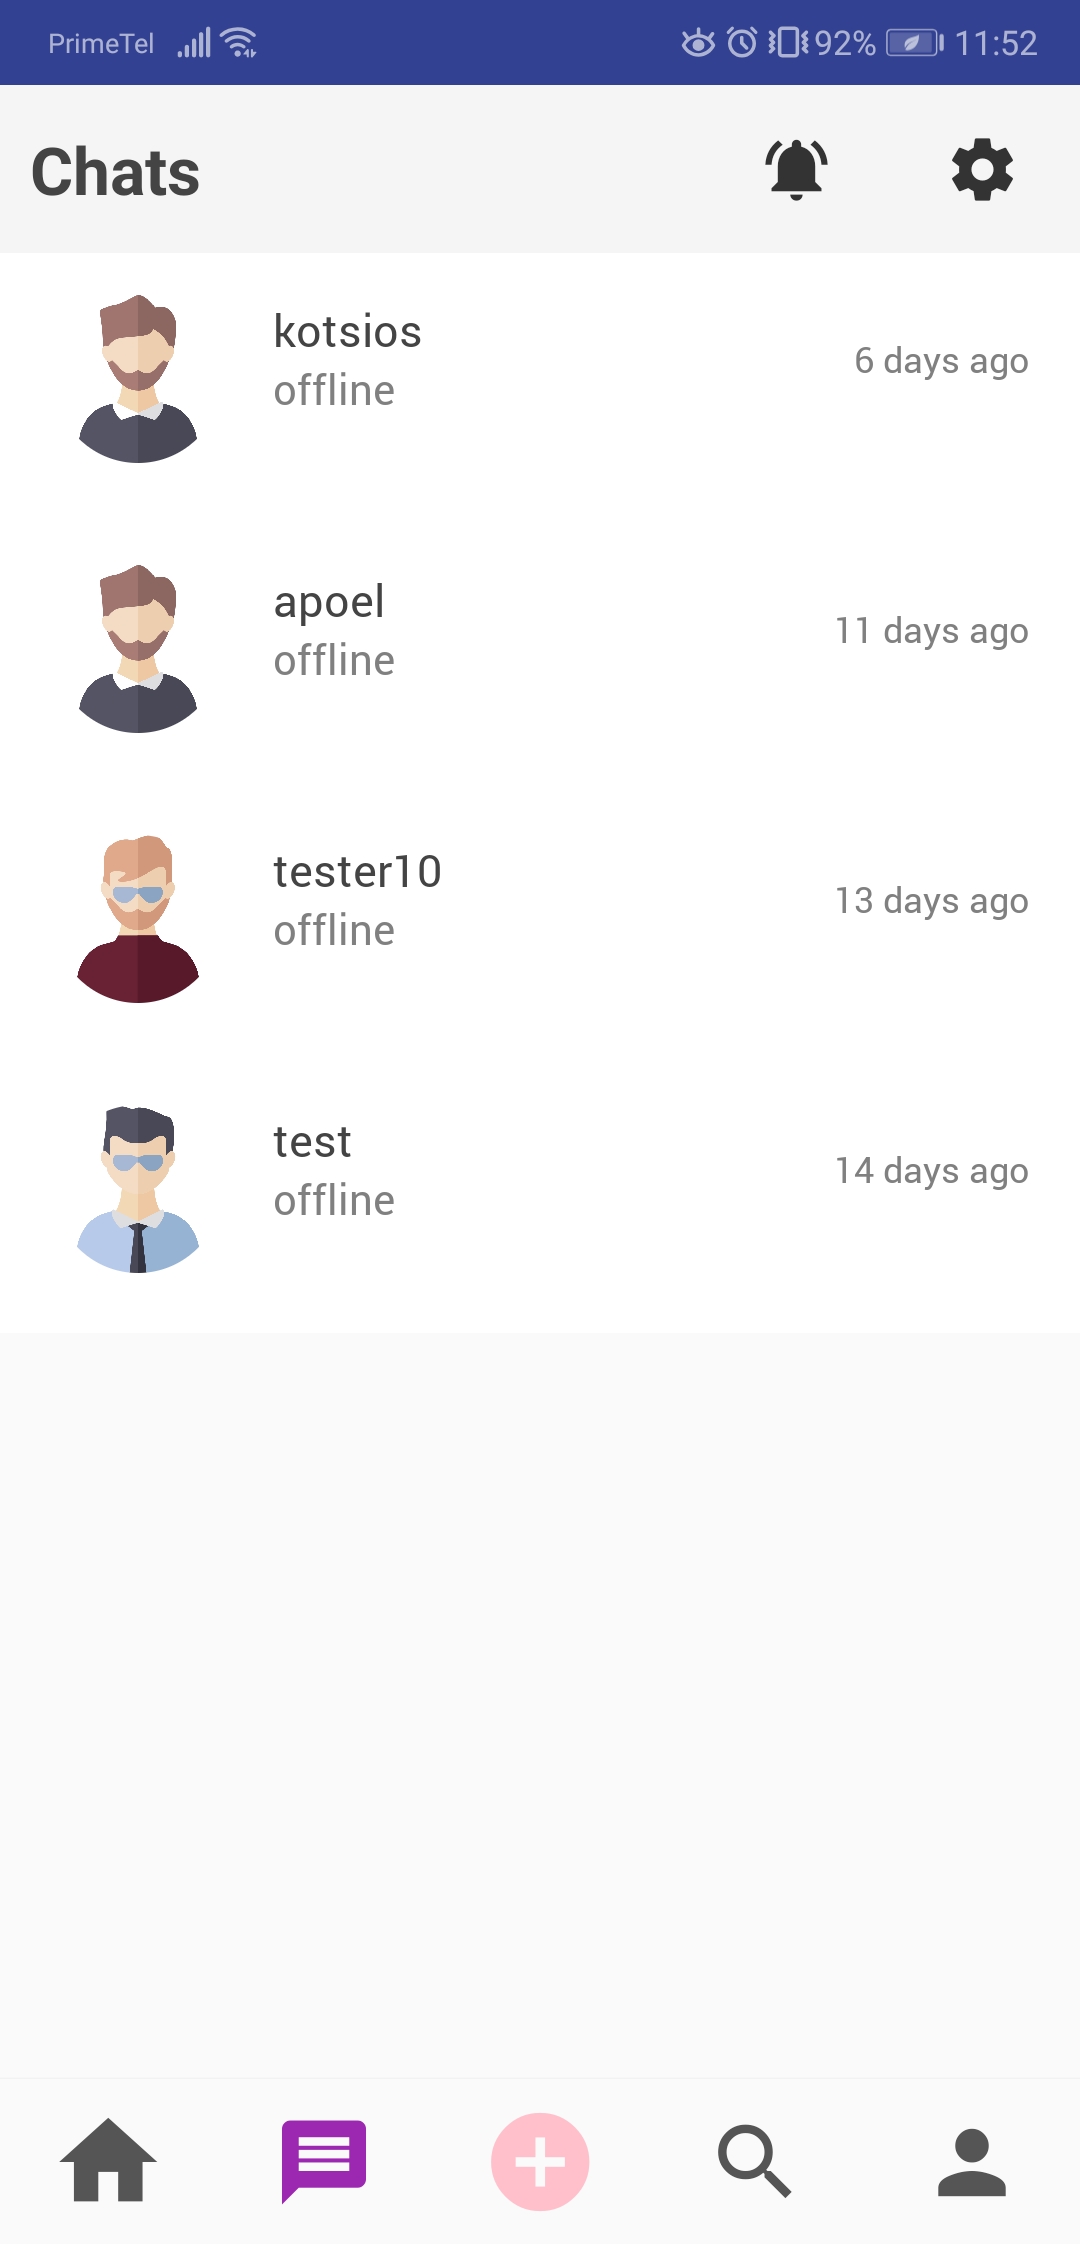 PrimeTel 92% 11:52
Chats
kotsios
offline
6 days ago
apoel
offline
11 days ago
tester10
offline
13 days ago
test
offline
14 days ago